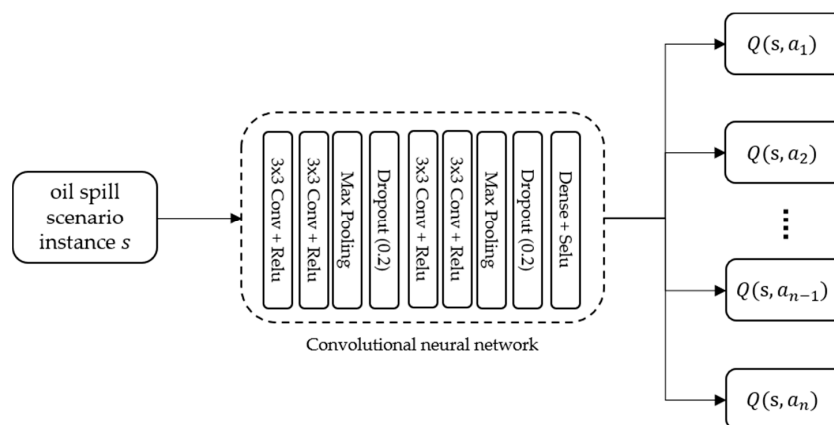 oil spill
scenario
instance s
3x3 Conv + Relu
3x3 Conv + Relu
Max Pooling
Dropout (0.2)
3x3 Conv + Relu
3x3 Conv + Relu
Max Pooling
Dropout (0.2)
Dense + Selu
Convolutional neural network
Q(s, a₁)
Q(s, a₂)
Q(s, aₙ₋₁)
Q(s, aₙ)